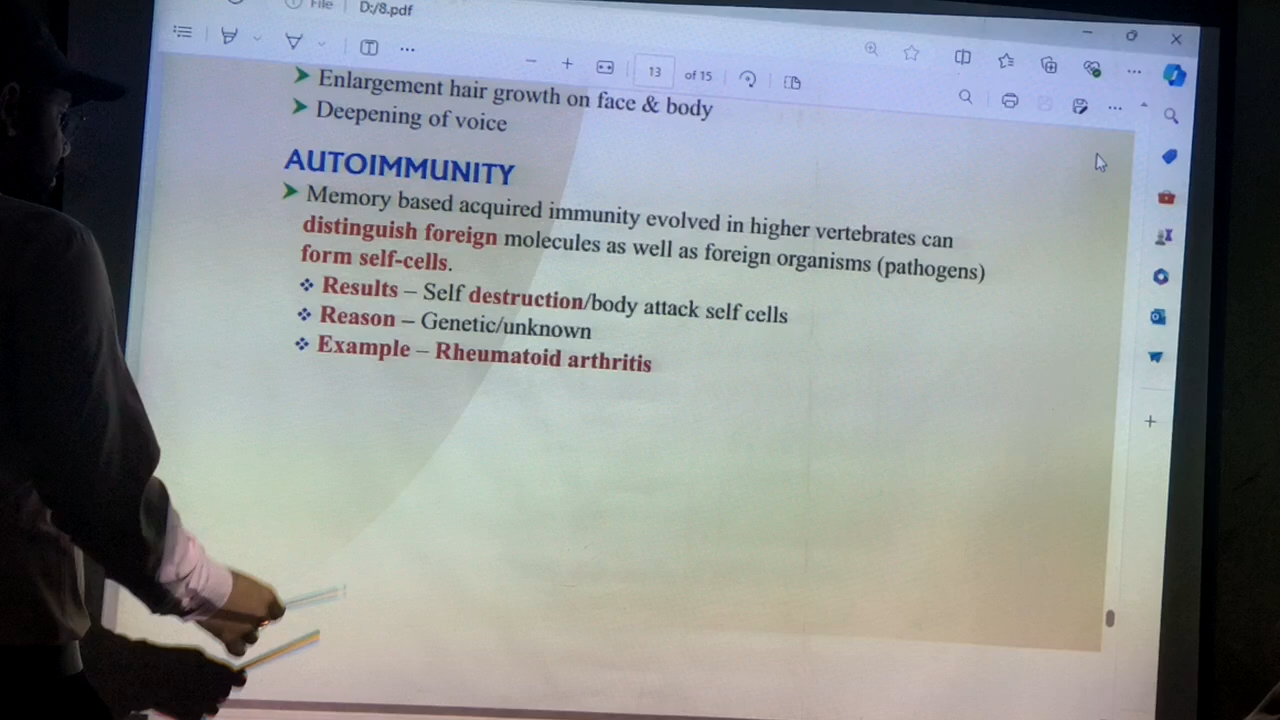 File | D:/8.pdf
13 of 15
➤ Enlargement hair growth on face & body
➤ Deepening of voice
AUTOIMMUNITY
➤ Memory based acquired immunity evolved in higher vertebrates can
distinguish foreign molecules as well as foreign organisms (pathogens)
form self-cells.
❖ Results – Self destruction/body attack self cells
❖ Reason – Genetic/unknown
❖ Example – Rheumatoid arthritis